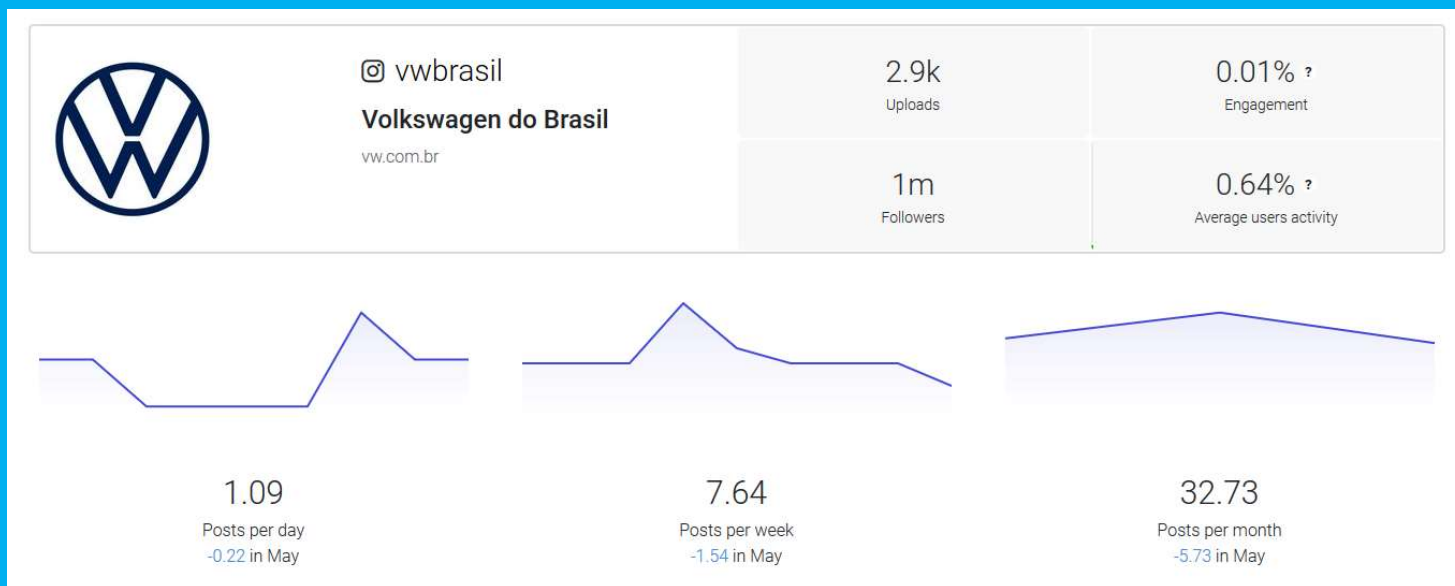 vwbrasil
Volkswagen do Brasil
vw.com.br
2.9k
Uploads
0.01% ?
Engagement
1m
Followers
0.64% ?
Average users activity
1.09
Posts per day
-0.22 in May
7.64
Posts per week
-1.54 in May
32.73
Posts per month
-5.73 in May